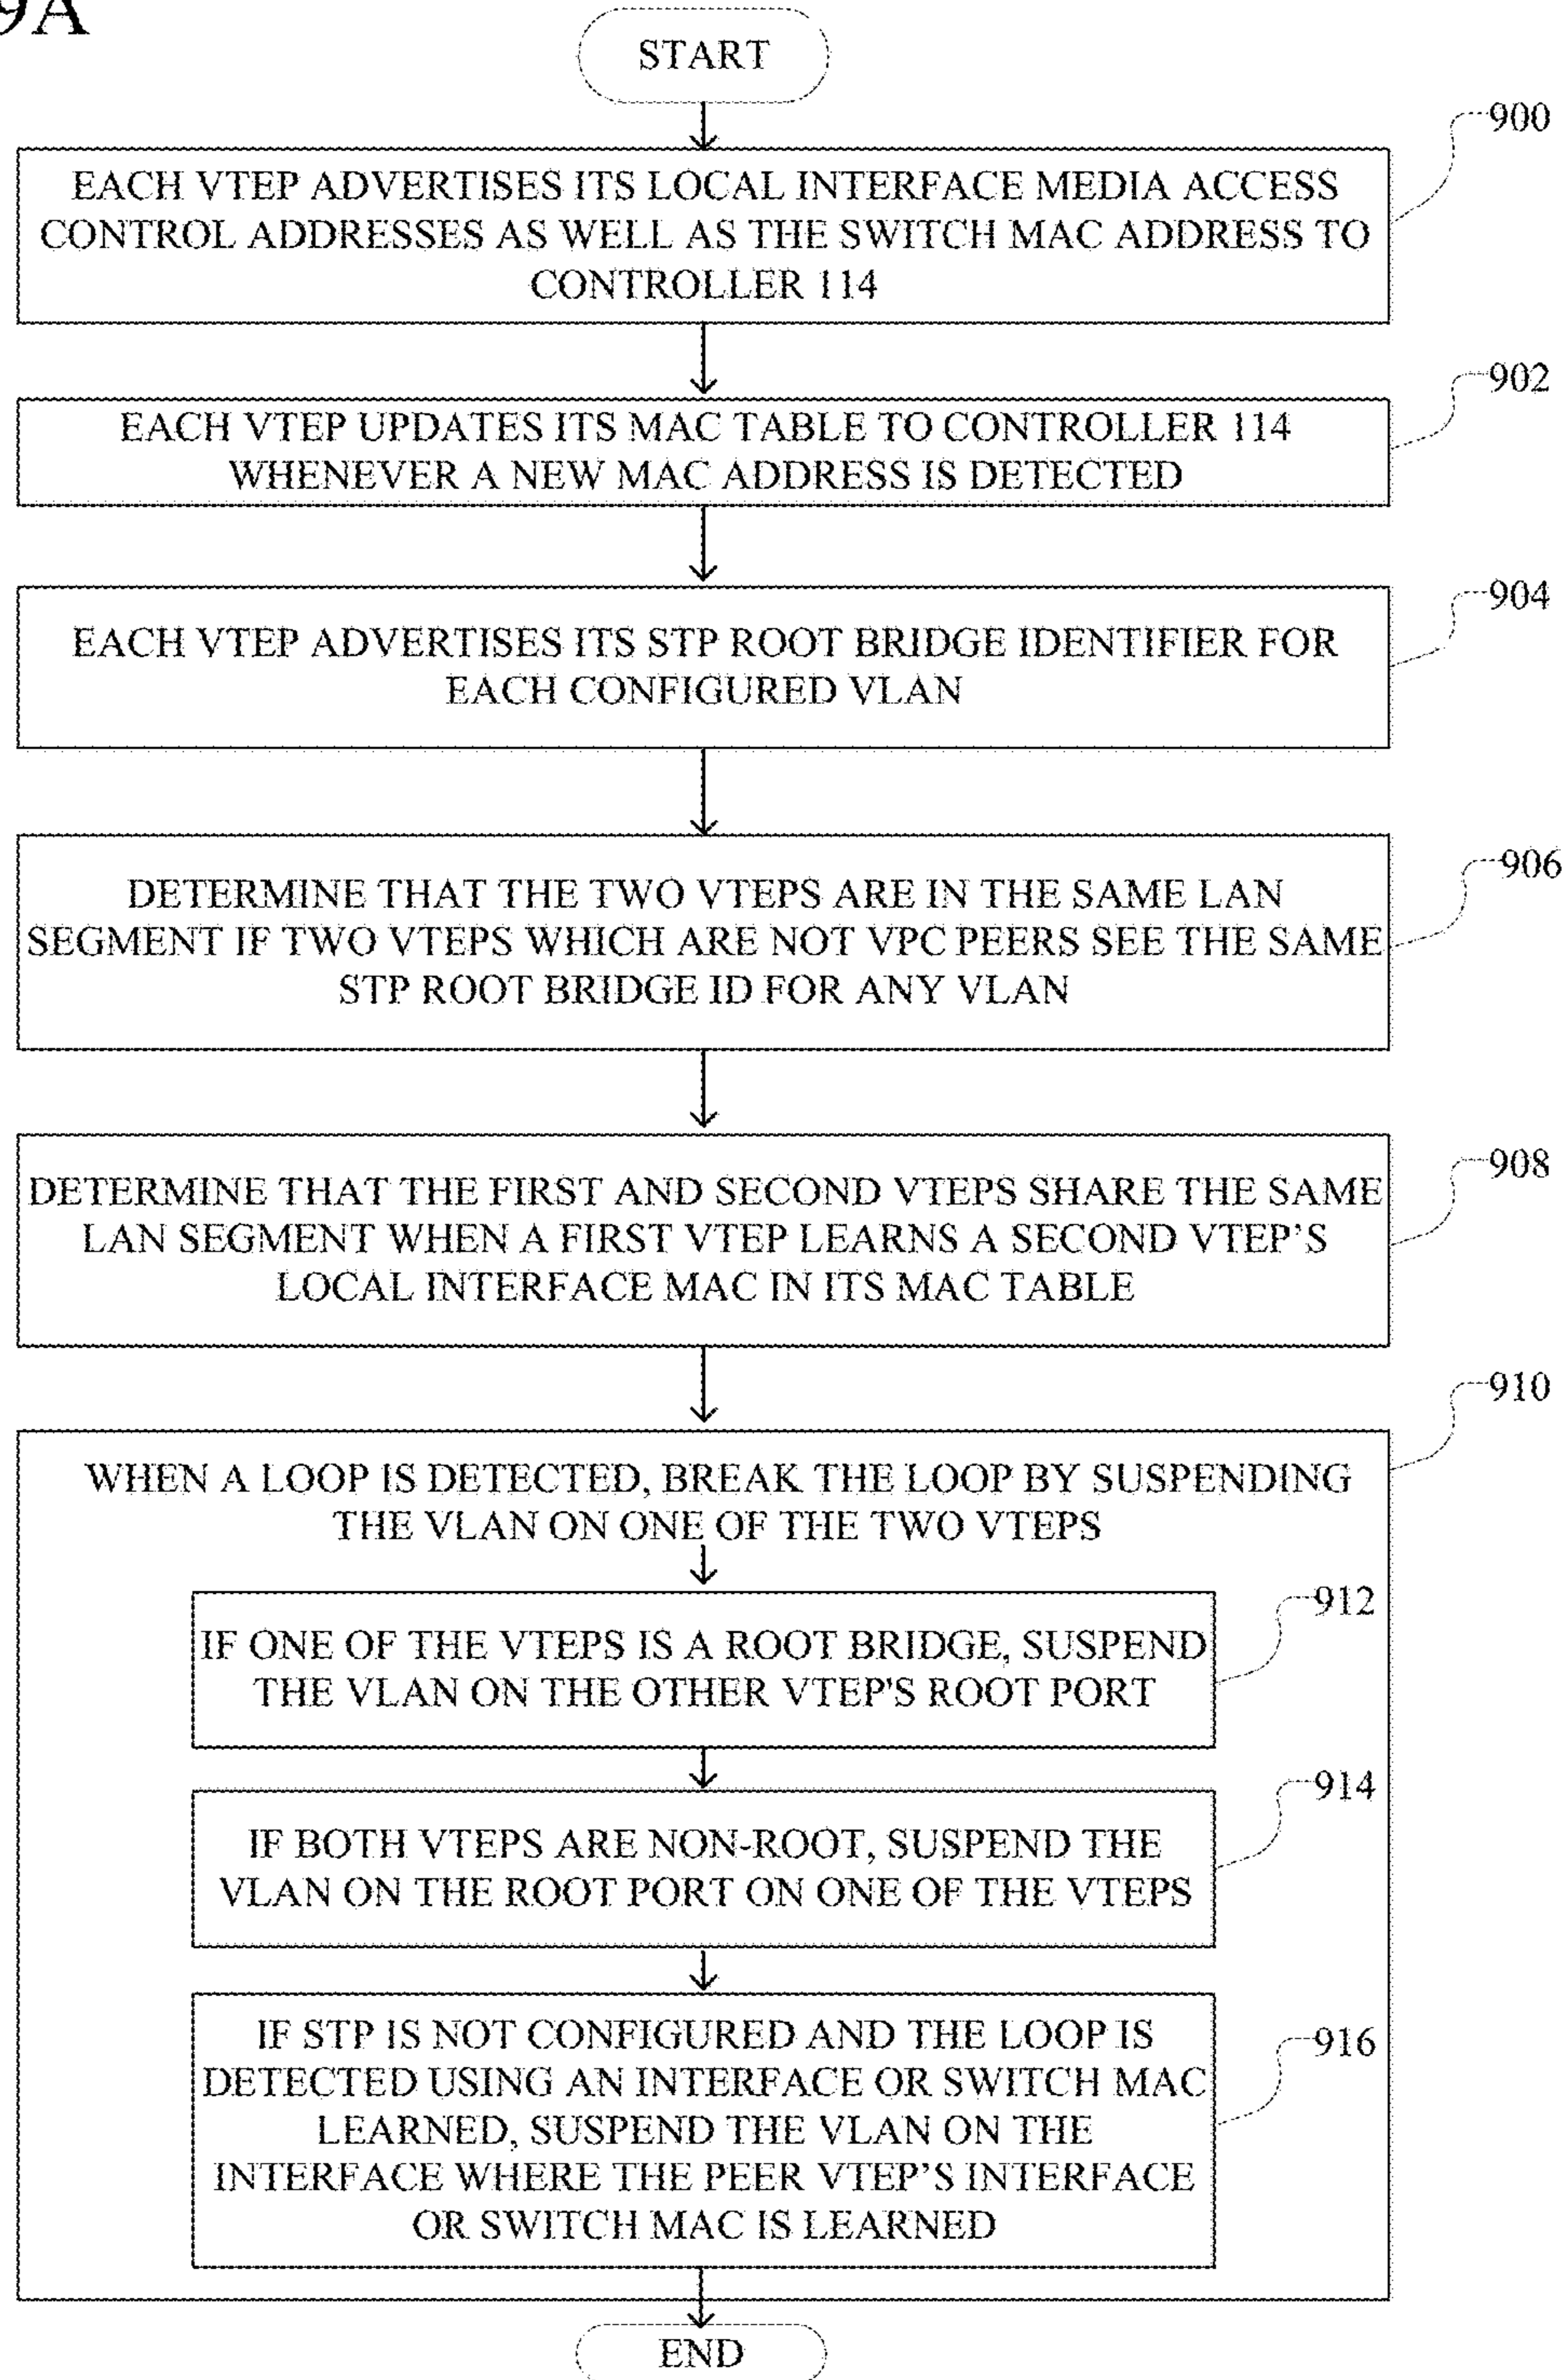 9A
START
900
EACH VTEP ADVERTISES ITS LOCAL INTERFACE MEDIA ACCESS
CONTROL ADDRESSES AS WELL AS THE SWITCH MAC ADDRESS TO
CONTROLLER 114
902
EACH VTEP UPDATES ITS MAC TABLE TO CONTROLLER 114
WHENEVER A NEW MAC ADDRESS IS DETECTED
904
EACH VTEP ADVERTISES ITS STP ROOT BRIDGE IDENTIFIER FOR
EACH CONFIGURED VLAN
906
DETERMINE THAT THE TWO VTEPS ARE IN THE SAME LAN
SEGMENT IF TWO VTEPS WHICH ARE NOT VPC PEERS SEE THE SAME
STP ROOT BRIDGE ID FOR ANY VLAN
908
DETERMINE THAT THE FIRST AND SECOND VTEPS SHARE THE SAME
LAN SEGMENT WHEN A FIRST VTEP LEARNS A SECOND VTEP'S
LOCAL INTERFACE MAC IN ITS MAC TABLE
910
WHEN A LOOP IS DETECTED, BREAK THE LOOP BY SUSPENDING
THE VLAN ON ONE OF THE TWO VTEPS
912
IF ONE OF THE VTEPS IS A ROOT BRIDGE, SUSPEND
THE VLAN ON THE OTHER VTEP'S ROOT PORT
914
IF BOTH VTEPS ARE NON-ROOT, SUSPEND THE
VLAN ON THE ROOT PORT ON ONE OF THE VTEPS
916
IF STP IS NOT CONFIGURED AND THE LOOP IS
DETECTED USING AN INTERFACE OR SWITCH MAC
LEARNED, SUSPEND THE VLAN ON THE
INTERFACE WHERE THE PEER VTEP'S INTERFACE
OR SWITCH MAC IS LEARNED
END